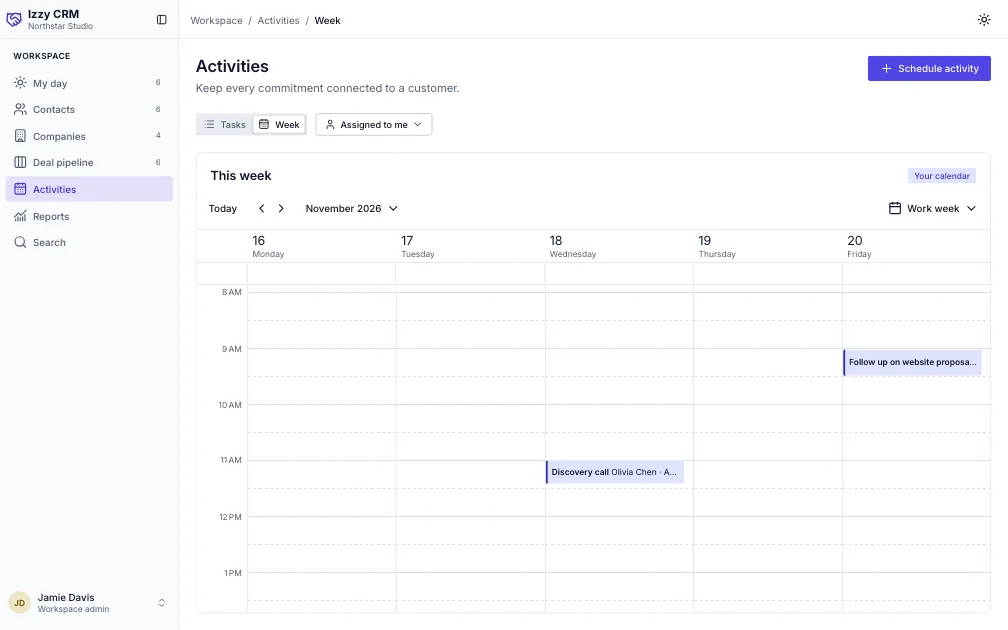 Izzy CRM
Northstar Studio
WORKSPACE
My day 6
Contacts 6
Companies 4
Deal pipeline 6
Activities
Reports
Search
JD
Jamie Davis
Workspace admin
Workspace / Activities / Week
Activities
Keep every commitment connected to a customer.
Schedule activity
Tasks Week Assigned to me
This week
Your calendar
Today November 2026 Work week
16 17 18 19 20
Monday Tuesday Wednesday Thursday Friday
8 AM
9 AM
Follow up on website proposa...
10 AM
11 AM
Discovery call Olivia Chen · A...
12 PM
1 PM